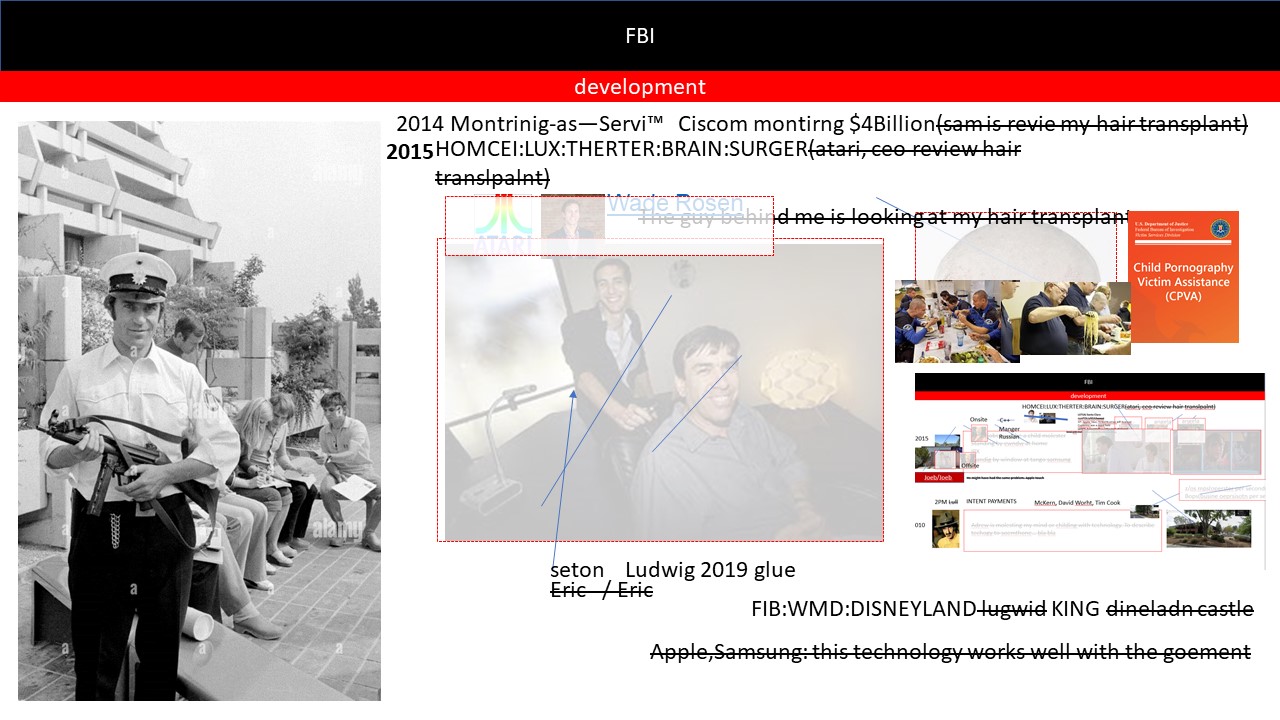 FBI
development
2014 Montrinig-as—Servi™ Ciscom montirng $4Billion(sam is revie my hair transplant)
2015HOMCEI:LUX:THERTER:BRAIN:SURGER(atari, ceo review hair
translpalnt)
Wade Rosen
The guy behind me is looking at my hair transplant
ATARI
U.S. Department of Justice
Federal Bureau of Investigation
Victim Services Division
Child Pornography
Victim Assistance
(CPVA)
a alamy
FBI
development
HOMCEI:LUX:THERTER:BRAIN:SURGER(atari, ceo review hair translpalnt)
Onsite
C++
Manger
Russian
2015
Offsite
Joeb/Joeb
2PM
INTENT PAYMENTS
McKern, David Worht, Tim Cook
010
seton Ludwig 2019 glue
Eric / Eric
FIB:WMD:DISNEYLAND lugwid KING dineladn castle
Apple,Samsung: this technology works well with the goement
alamy